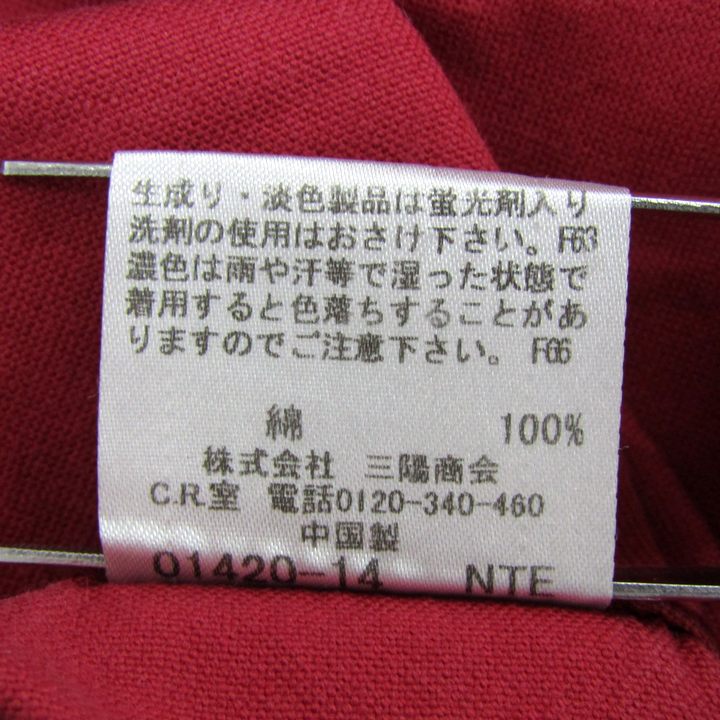 生成り・淡色製品は蛍光剤入り
洗剤の使用はおさけ下さい。F63
濃色は雨や汗等で湿った状態で
着用すると色落ちすることがあ
りますのでご注意下さい。 F66
綿 100%
株式会社 三陽商会
C.R.室 電話0120-340-460
中国製
01420-14 NTE